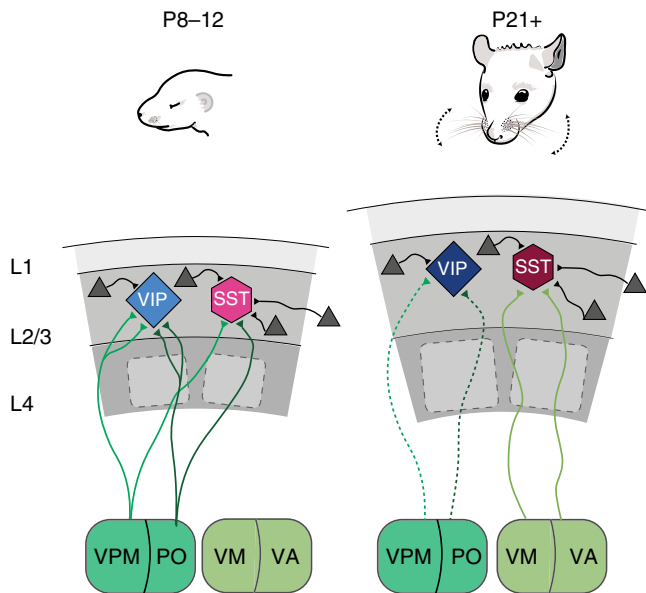 P8–12 P21+
L1
VIP SST VIP SST
L2/3
L4
VPM PO VM VA VPM PO VM VA